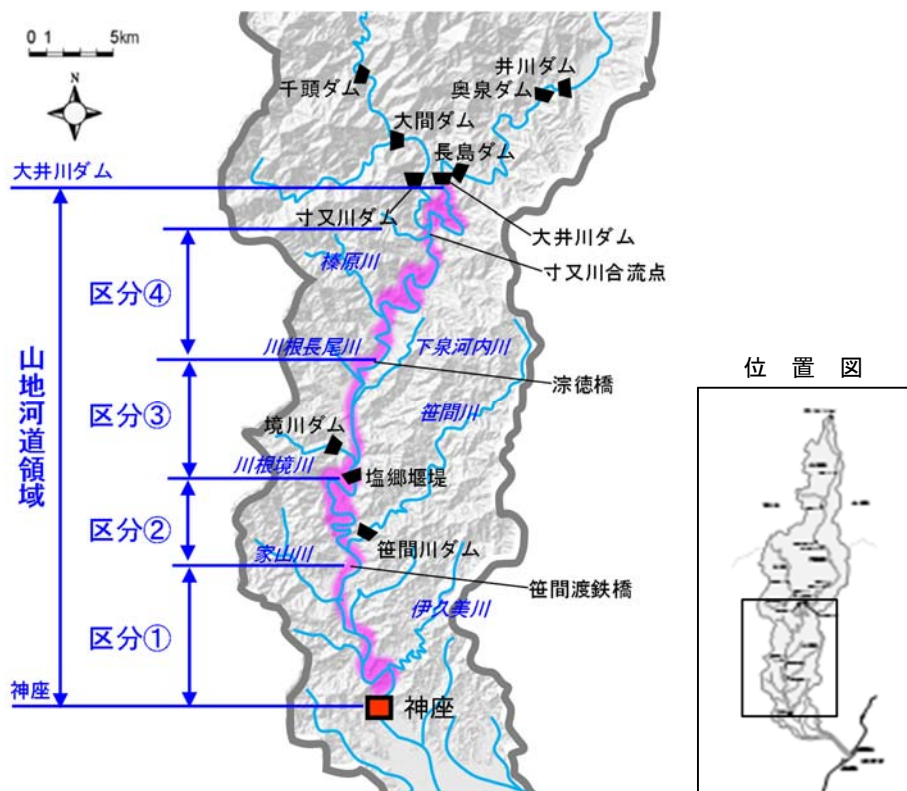 0 1 5km
N
千頭ダム
井川ダム
奥泉ダム
大間ダム
長島ダム
大井川ダム
寸又川ダム
大井川ダム
寸又川合流点
榛原川
区分④
川根長尾川
下泉河内川
淙徳橋
山地河道領域
区分③
笹間川
境川ダム
川根境川
塩郷堰堤
区分②
家山川
笹間川ダム
笹間渡鉄橋
伊久美川
区分①
神座
神座
位置図